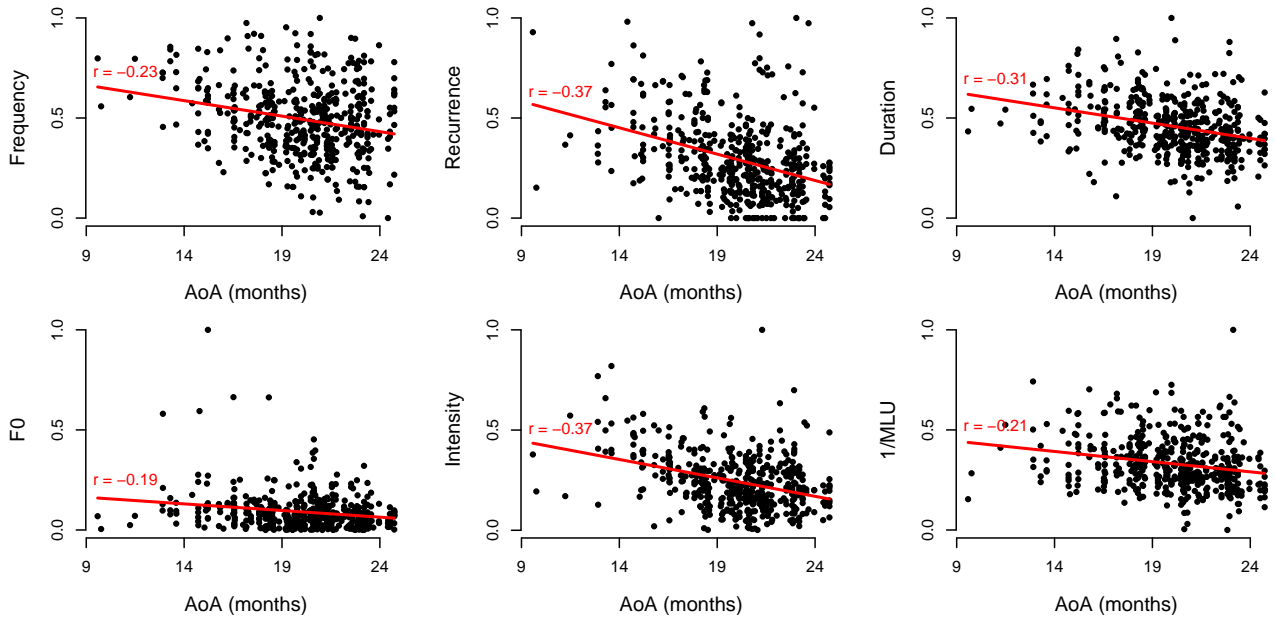 Frequency
0.0 0.5 1.0
r = −0.23
9 14 19 24
AoA (months)
Recurrence
0.0 0.5 1.0
r = −0.37
9 14 19 24
AoA (months)
Duration
0.0 0.5 1.0
r = −0.31
9 14 19 24
AoA (months)
F0
0.0 0.5 1.0
r = −0.19
9 14 19 24
AoA (months)
Intensity
0.0 0.5 1.0
r = −0.37
9 14 19 24
AoA (months)
1/MLU
0.0 0.5 1.0
r = −0.21
9 14 19 24
AoA (months)